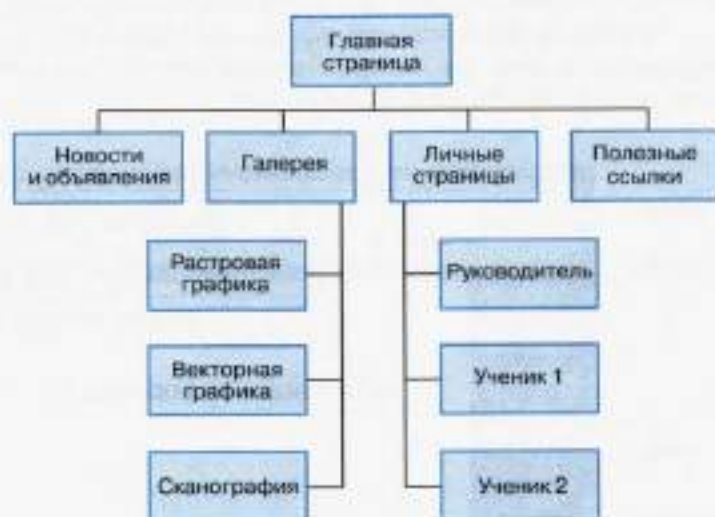 Главная
страница
Новости
и объявления
Галерея
Личные
страницы
Полезные
ссылки
Растровая
графика
Руководитель
Векторная
графика
Ученик 1
Сканография
Ученик 2